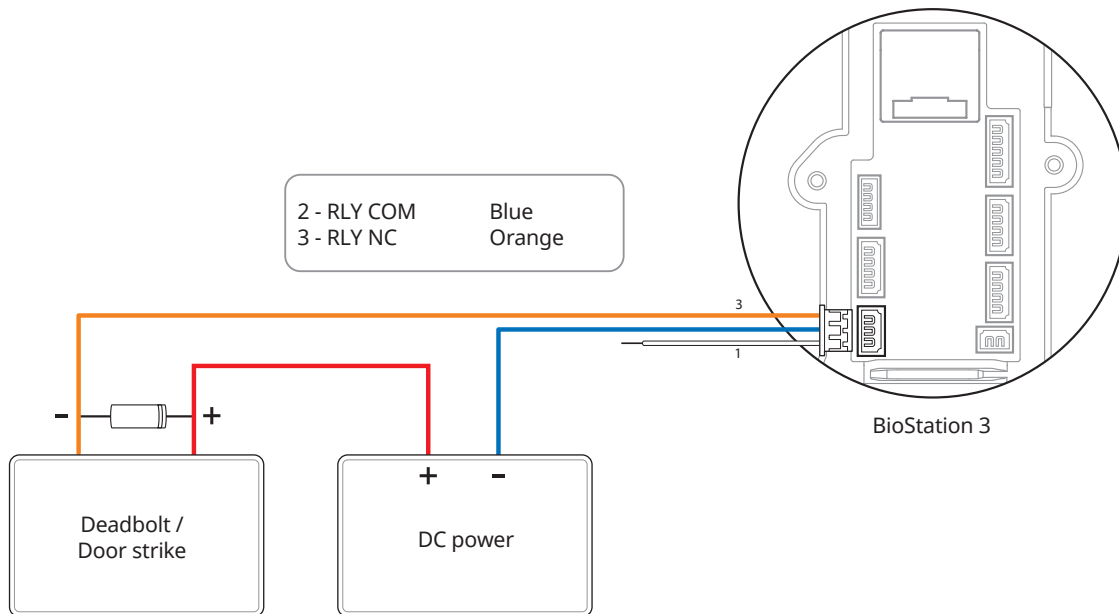 2 - RLY COM Blue
3 - RLY NC Orange
3
1
BioStation 3
- +
+ -
Deadbolt /
Door strike
DC power